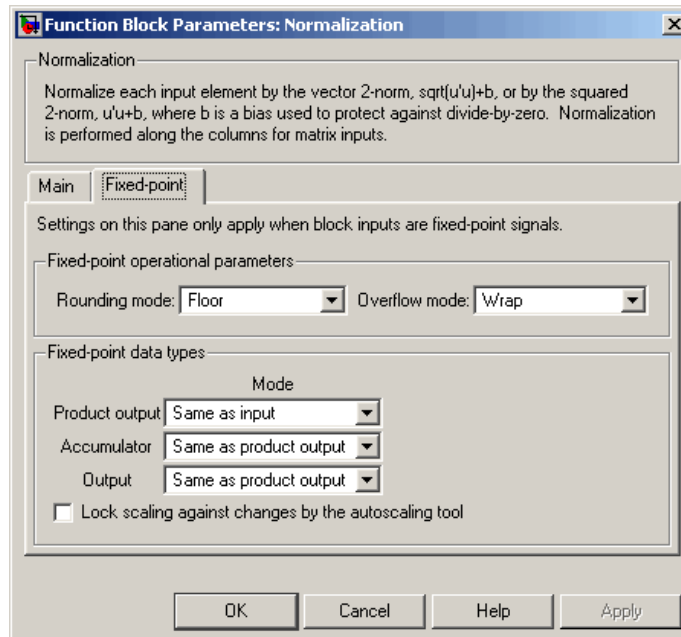 Function Block Parameters: Normalization
Normalization
Normalize each input element by the vector 2-norm, sqrt(u'u)+b, or by the squared
2-norm, u'u+b, where b is a bias used to protect against divide-by-zero.  Normalization
is performed along the columns for matrix inputs.
Main Fixed-point
Settings on this pane only apply when block inputs are fixed-point signals.
Fixed-point operational parameters
Rounding mode: Floor Overflow mode: Wrap
Fixed-point data types
Mode
Product output Same as input
Accumulator Same as product output
Output Same as product output
Lock scaling against changes by the autoscaling tool
OK Cancel Help Apply